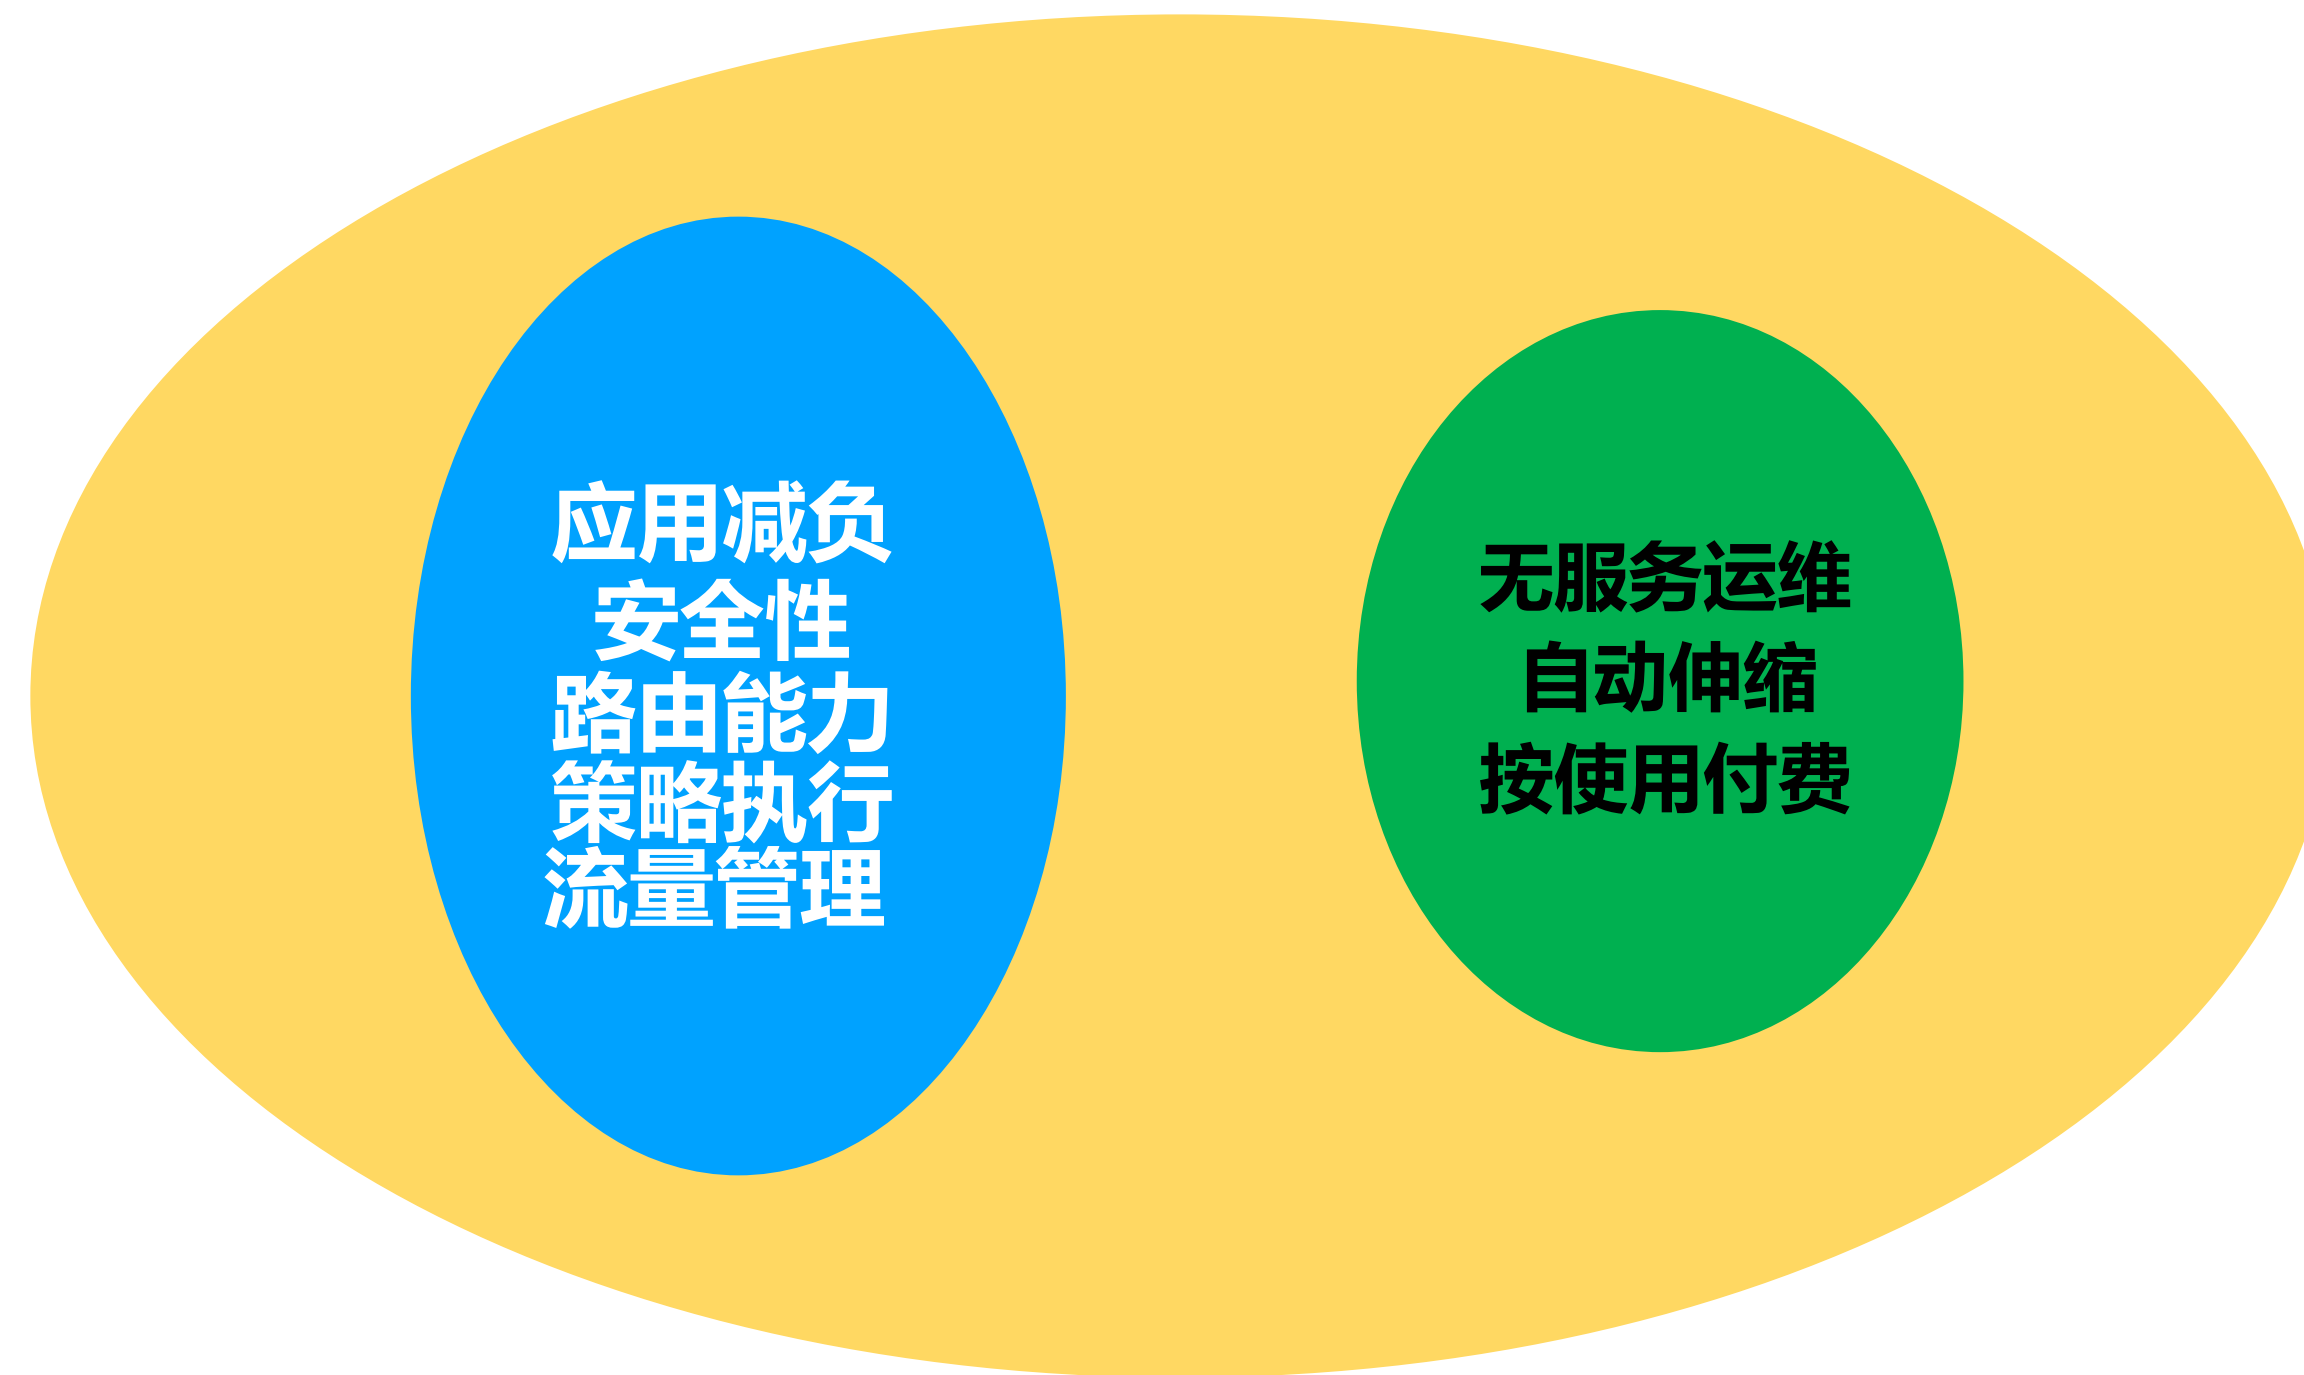 应用减负
安全性
路由能力
策略执行
流量管理
无服务运维
自动伸缩
按使用付费